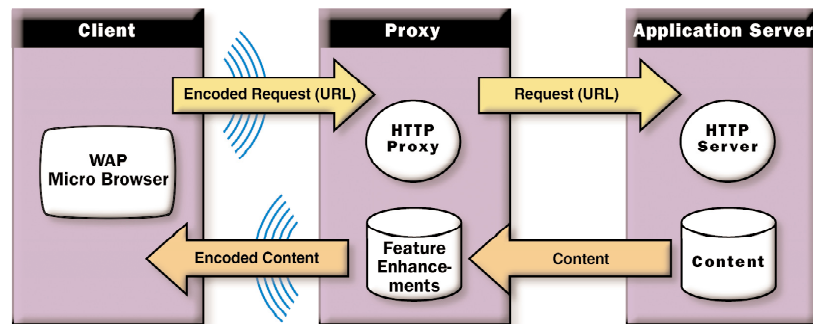 Client
Proxy
Application Server
Encoded Request (URL)
Request (URL)
WAP
Micro Browser
HTTP
Proxy
HTTP
Server
Encoded Content
Feature
Enhance-
ments
Content
Content